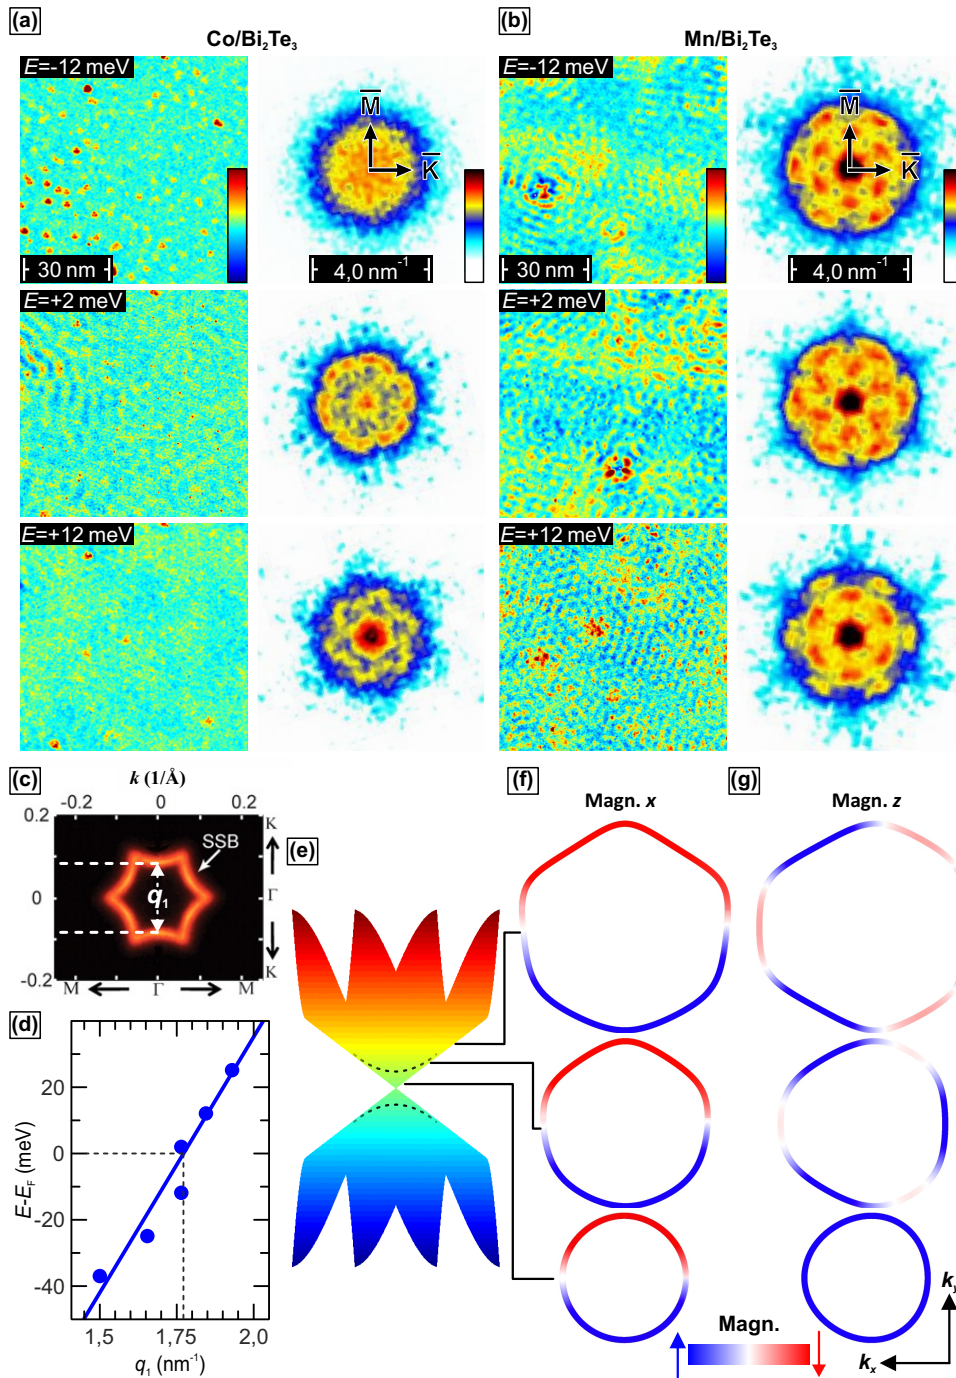 (a)
Co/Bi₂Te₃
(b)
Mn/Bi₂Te₃
E=-12 meV
M̅
K̅
30 nm
4,0 nm⁻¹
E=-12 meV
M̅
K̅
30 nm
4,0 nm⁻¹
E=+2 meV
E=+2 meV
E=+12 meV
E=+12 meV
(c)
k (1/Å)
-0.2 0 0.2
0.2
0
-0.2
SSB
q₁
K
Γ
K
M Γ M
(d)
E-E_F (meV)
20
0
-20
-40
1,5 1,75 2,0
q₁ (nm⁻¹)
(e)
(f)
Magn. x
(g)
Magn. z
Magn.
k_y
k_x